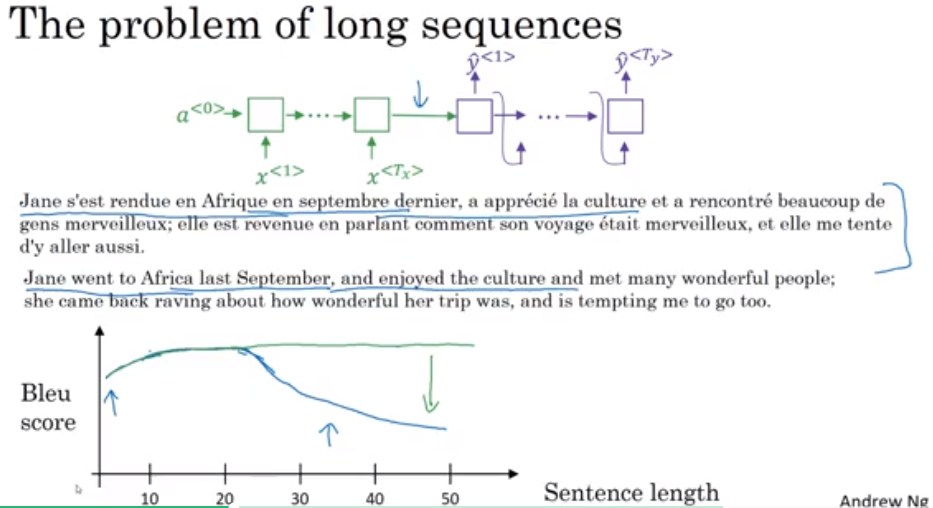 The problem of long sequences
ŷ<1> ŷ<Ty>
a<0>
x<1> x<Tx>
Jane s'est rendue en Afrique en septembre dernier, a apprécié la culture et a rencontré beaucoup de
gens merveilleux; elle est revenue en parlant comment son voyage était merveilleux, et elle me tente
d'y aller aussi.
Jane went to Africa last September, and enjoyed the culture and met many wonderful people;
she came back raving about how wonderful her trip was, and is tempting me to go too.
Bleu
score
10 20 30 40 50
Sentence length
Andrew Ng